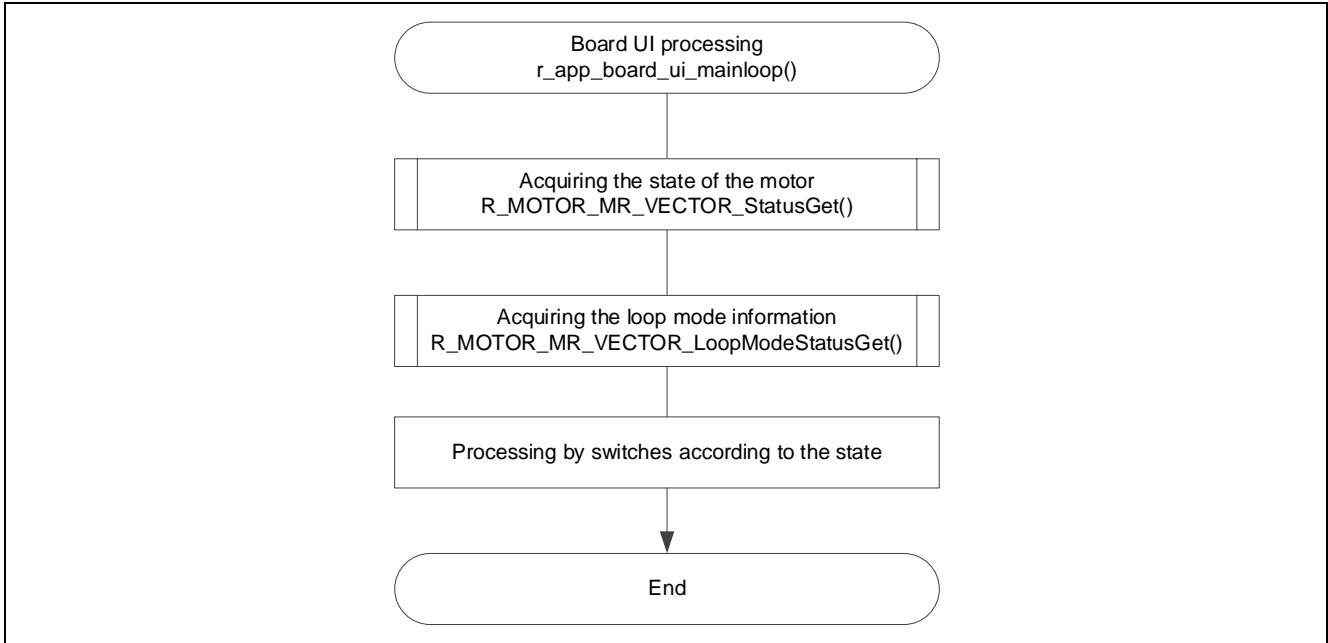 Board UI processing
r_app_board_ui_mainloop()
Acquiring the state of the motor
R_MOTOR_MR_VECTOR_StatusGet()
Acquiring the loop mode information
R_MOTOR_MR_VECTOR_LoopModeStatusGet()
Processing by switches according to the state
End